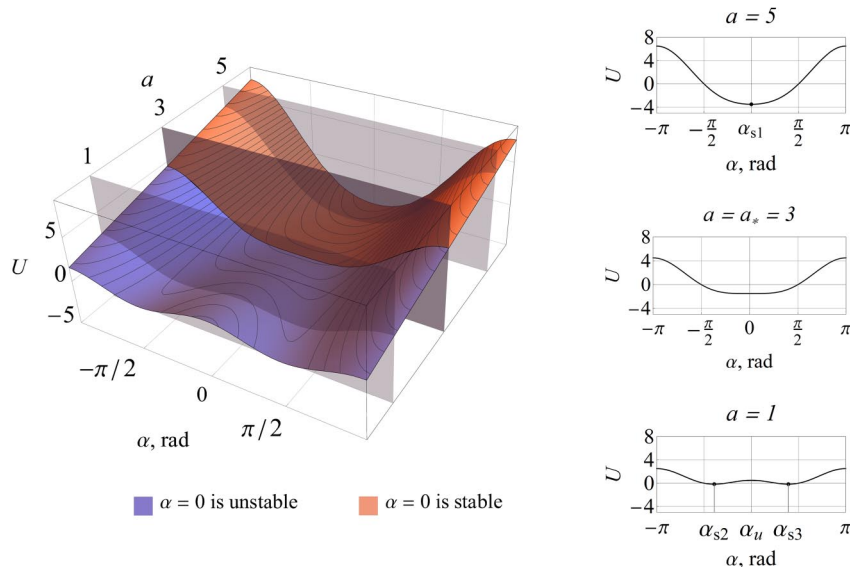 a
5
3
1
5
0
−5
U
−π/2
0
π/2
α, rad
α = 0 is unstable
α = 0 is stable
a = 5
8
4
0
−4
U
−π
−π/2
αs1
π/2
π
α, rad
a = a* = 3
8
4
0
−4
U
−π
−π/2
0
π/2
π
α, rad
a = 1
8
4
0
−4
U
−π
αs2
αu
αs3
π
α, rad